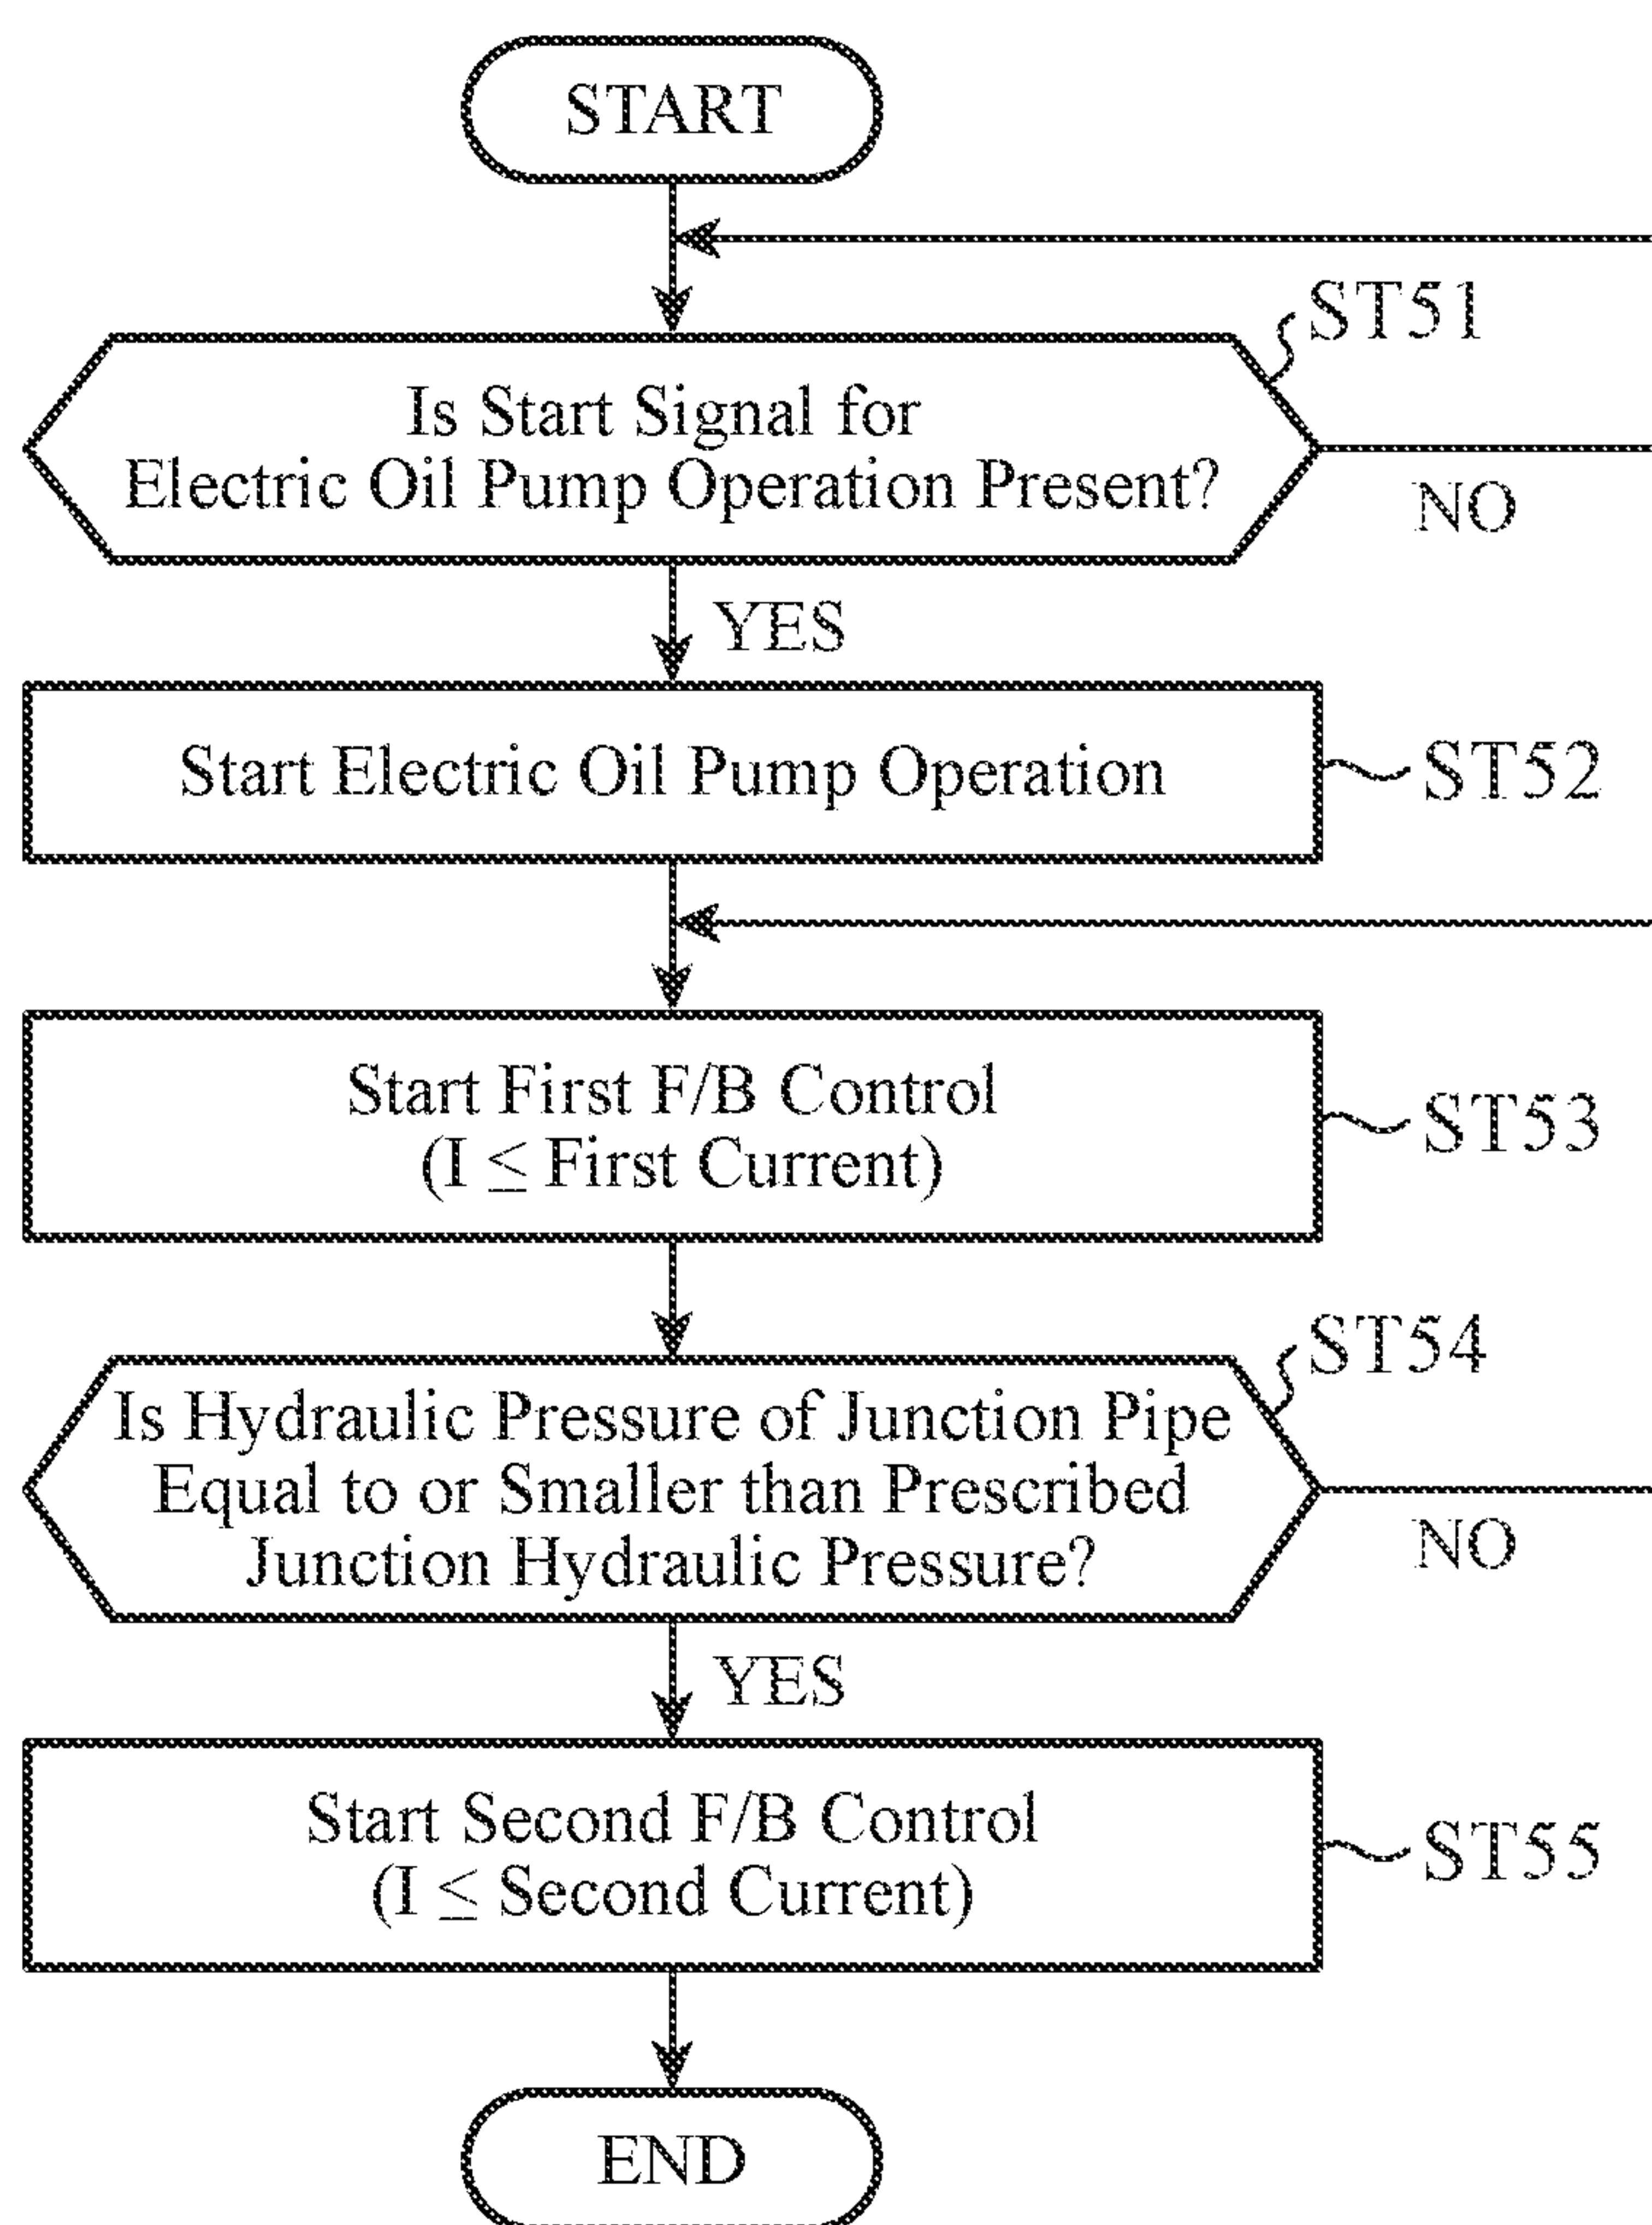 START
ST51
Is Start Signal for
Electric Oil Pump Operation Present?
NO
YES
Start Electric Oil Pump Operation
ST52
Start First F/B Control
(I ≤ First Current)
ST53
ST54
Is Hydraulic Pressure of Junction Pipe
Equal to or Smaller than Prescribed
Junction Hydraulic Pressure?
NO
YES
Start Second F/B Control
(I ≤ Second Current)
ST55
END